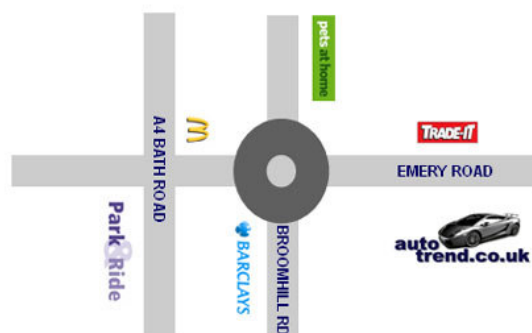 pets at home
A4 BATH ROAD
TRADE-IT
EMERY ROAD
Park & Ride
BARCLAYS
BROOMHILL RD
auto
trend.co.uk